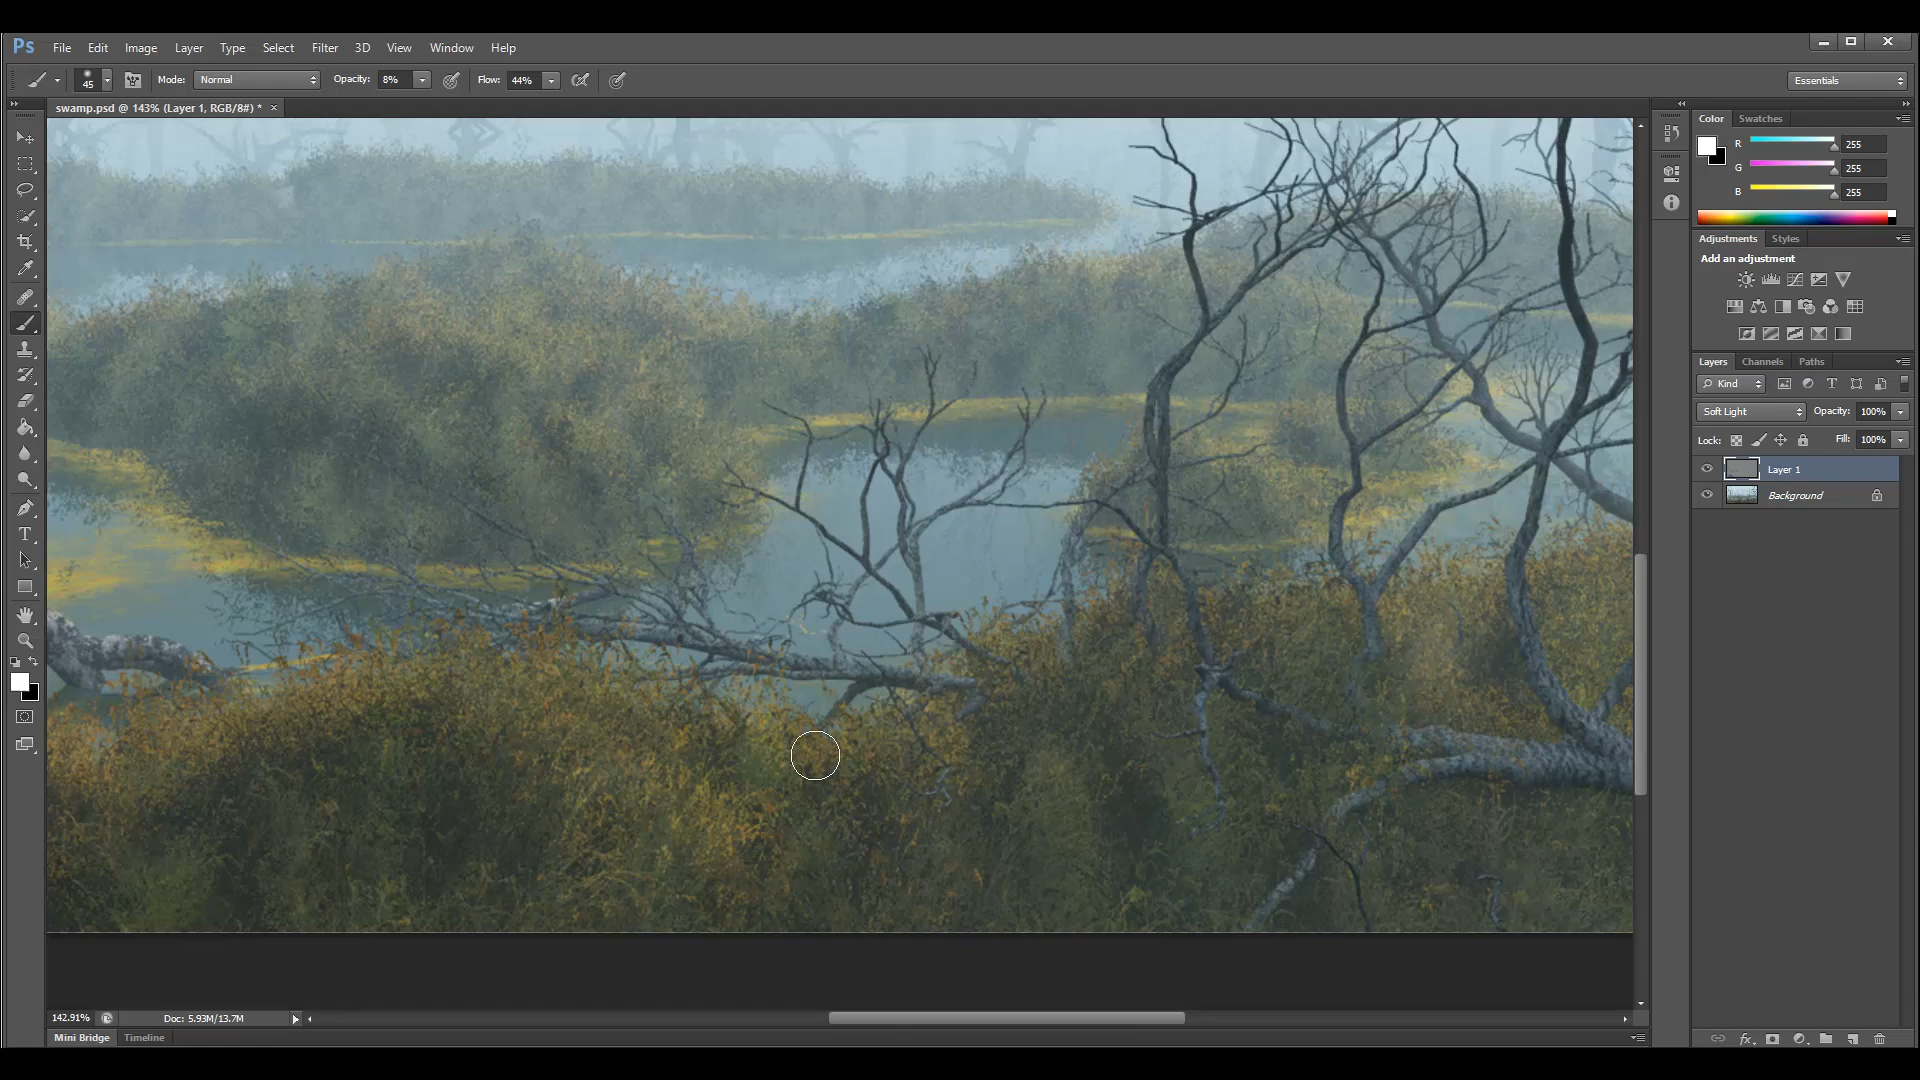 Ps File Edit Image Layer Type Select Filter 3D View Window Help
45 Mode: Normal Opacity: 8% Flow: 44% Essentials
swamp.psd @ 143% (Layer 1, RGB/8#) * ×
Color Swatches
R 255
G 255
B 255
Adjustments Styles
Add an adjustment
Layers Channels Paths
Kind
Soft Light Opacity: 100%
Lock: Fill: 100%
Layer 1
Background
142.91% Doc: 5.93M/13.7M
Mini Bridge Timeline